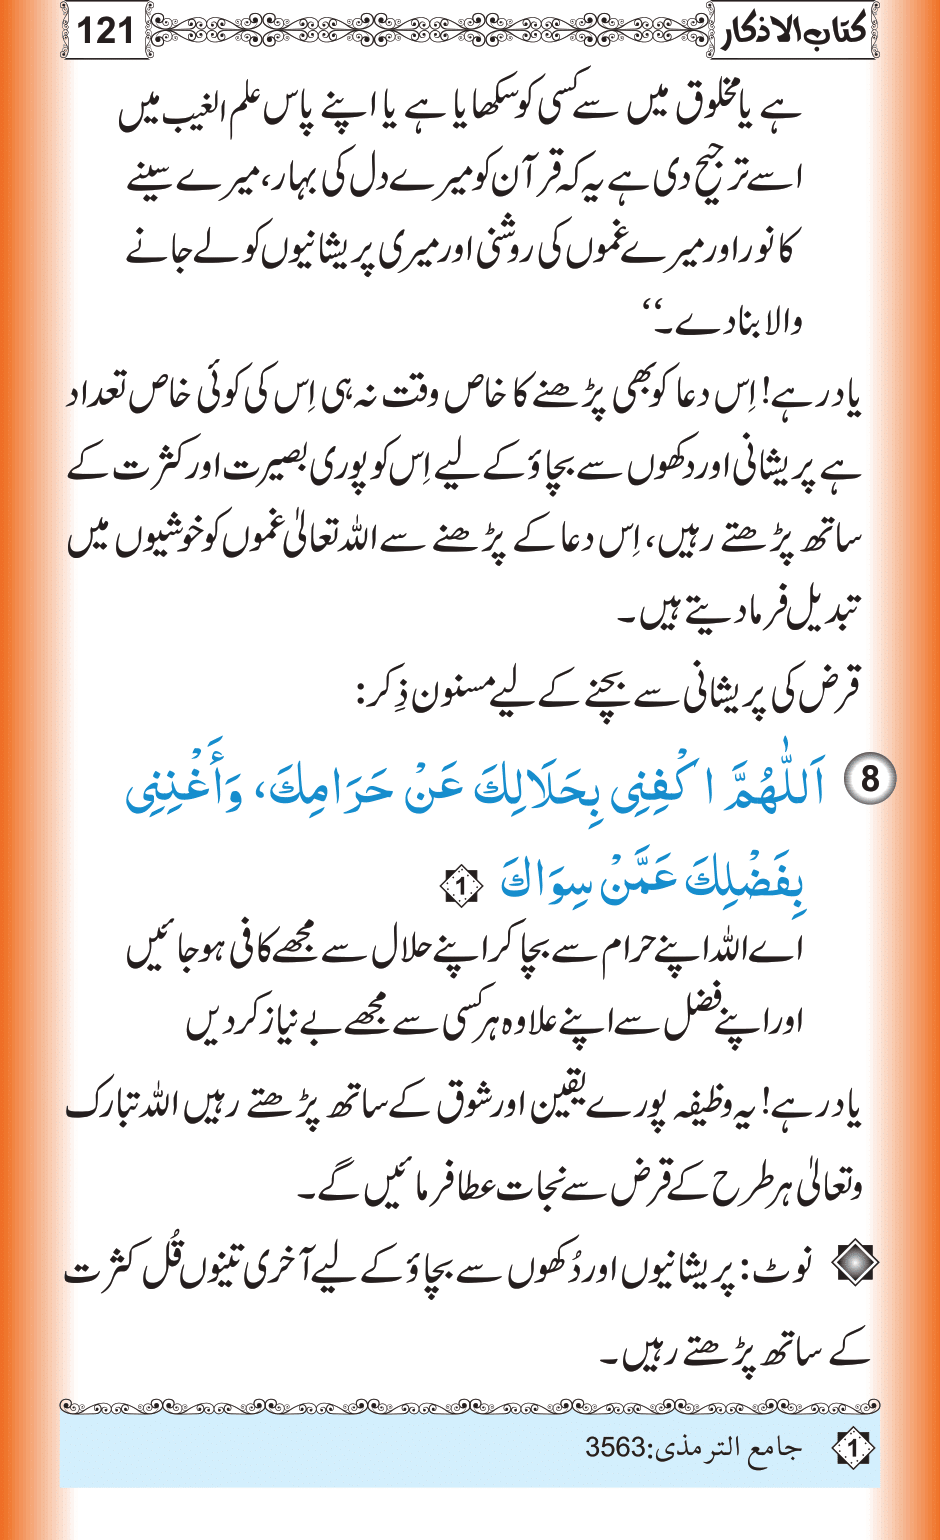 کتاب الاذکار
121
ہے یا مخلوق میں سے کسی کو سکھایا ہے یا اپنے پاس علم الغیب میں
اسے ترجیح دی ہے یہ کہ قرآن کو میرے دل کی بہار، میرے سینے
کا نور اور میرے غموں کی روشنی اور میری پریشانیوں کو لے جانے
والا بنا دے۔‘‘
یاد رہے! اِس دعا کو بھی پڑھنے کا خاص وقت نہ ہی اِس کی کوئی خاص تعداد
ہے پریشانی اور دکھوں سے بچاؤ کے لیے اِس کو پوری بصیرت اور کثرت کے
ساتھ پڑھتے رہیں، اِس دعا کے پڑھنے سے اللہ تعالیٰ غموں کو خوشیوں میں
تبدیل فرما دیتے ہیں۔
قرض کی پریشانی سے بچنے کے لیے مسنون ذِکر:
8 اَللّٰهُمَّ اكْفِنِي بِحَلَالِكَ عَنْ حَرَامِكَ، وَأَغْنِنِي
بِفَضْلِكَ عَمَّنْ سِوَاكَ 1
اے اللہ اپنے حرام سے بچا کر اپنے حلال سے مجھے کافی ہو جائیں
اور اپنے فضل سے اپنے علاوہ ہر کسی سے مجھے بے نیاز کر دیں
یاد رہے! یہ وظیفہ پورے یقین اور شوق کے ساتھ پڑھتے رہیں اللہ تبارک
وتعالیٰ ہر طرح کے قرض سے نجات عطا فرمائیں گے۔
نوٹ: پریشانیوں اور دُکھوں سے بچاؤ کے لیے آخری تینوں قُل کثرت
کے ساتھ پڑھتے رہیں۔
1 جامع الترمذی:3563